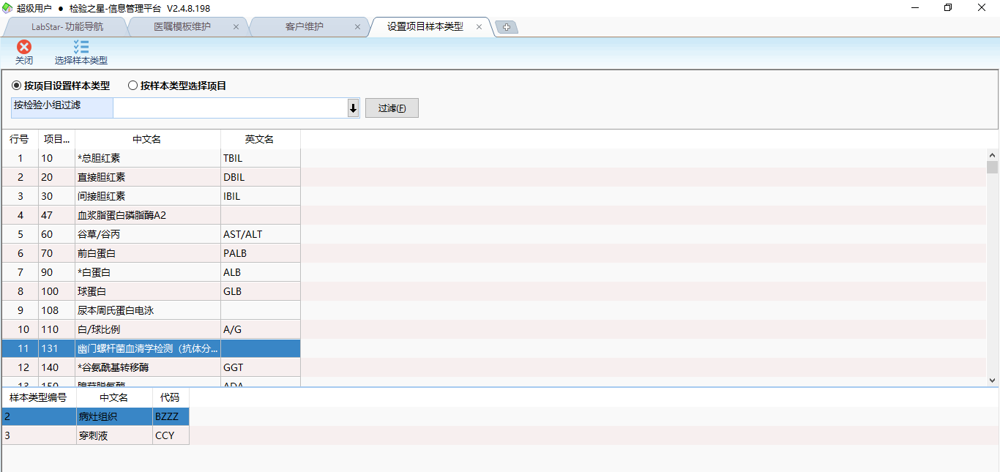 超级用户 ● 检验之星-信息管理平台 V2.4.8.198
LabStar- 功能导航 医嘱模板维护 客户维护 设置项目样本类型
关闭 选择样本类型
按项目设置样本类型 按样本类型选择项目
按检验小组过滤 过滤(F)
行号 项目... 中文名 英文名
1 10 *总胆红素 TBIL
2 20 直接胆红素 DBIL
3 30 间接胆红素 IBIL
4 47 血浆脂蛋白磷脂酶A2
5 60 谷草/谷丙 AST/ALT
6 70 前白蛋白 PALB
7 90 *白蛋白 ALB
8 100 球蛋白 GLB
9 108 尿本周氏蛋白电泳
10 110 白/球比例 A/G
11 131 幽门螺杆菌血清学检测（抗体分...
12 140 *谷氨酰基转移酶 GGT
13 150 腺苷脱氨酶 ADA
样本类型编号 中文名 代码
2 病灶组织 BZZZ
3 穿刺液 CCY